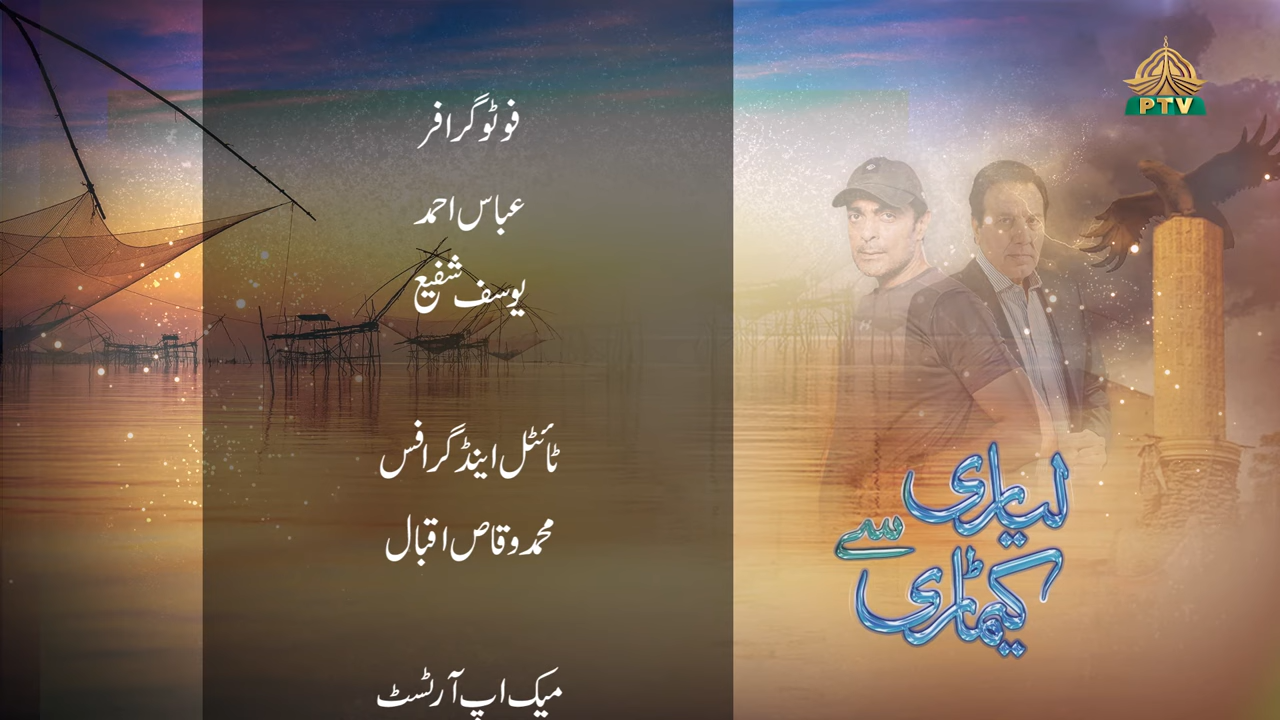 فوٹوگرافر
عباس احمد
یوسف شفیع
ٹائٹل اینڈ گرافس
محمد وقاص اقبال
میک اپ آرٹسٹ
PTV
لیاری
سے
کیماڑی